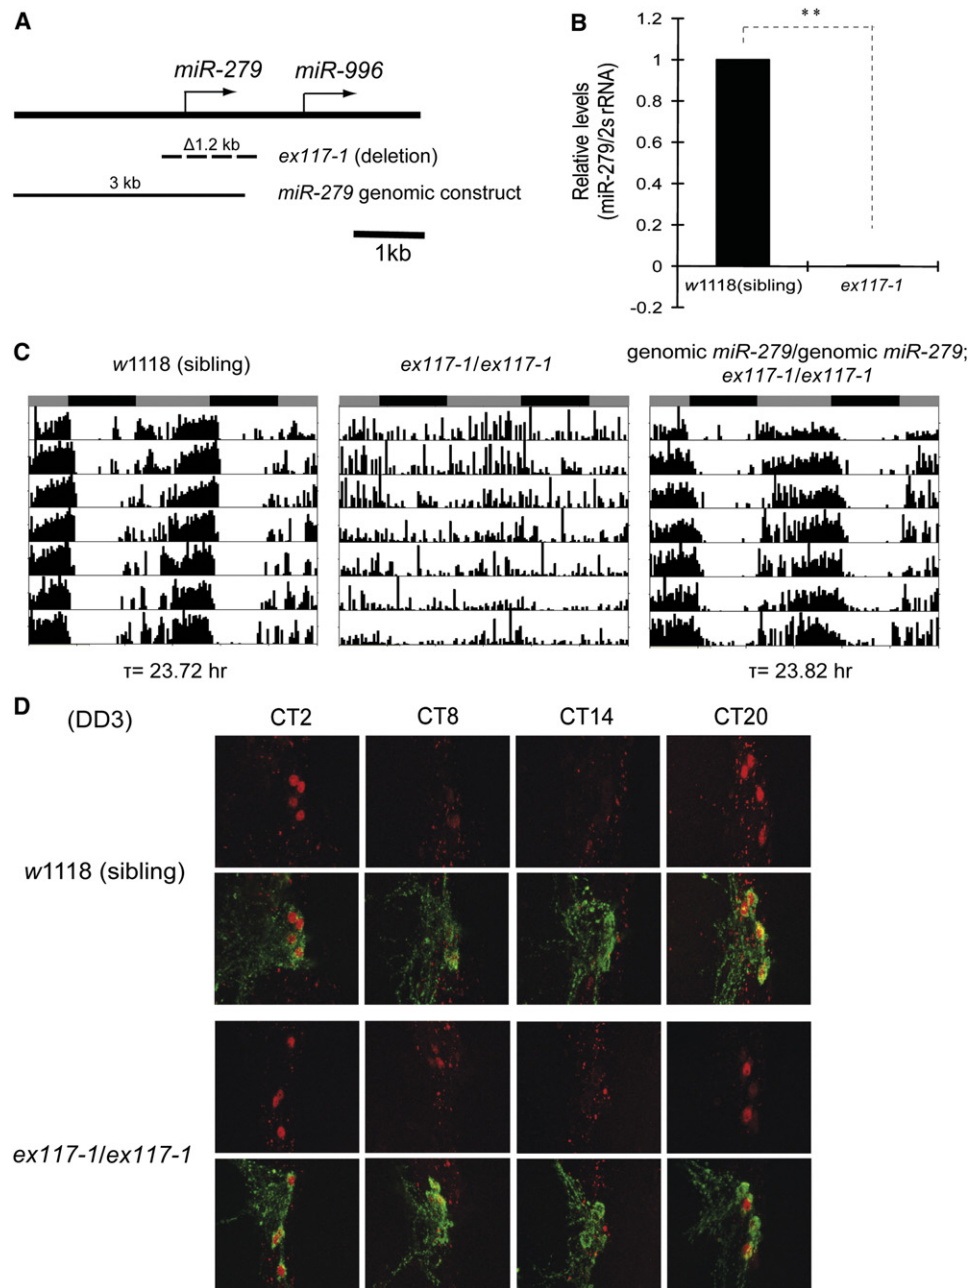 A
miR-279
miR-996
Δ1.2 kb
ex117-1 (deletion)
3 kb
miR-279 genomic construct
1kb
B
Relative levels
(miR-279/2s rRNA)
1.2
1
0.8
0.6
0.4
0.2
0
-0.2
**
w1118(sibling)
ex117-1
C
w1118 (sibling)
ex117-1/ex117-1
genomic miR-279/genomic miR-279;
ex117-1/ex117-1
τ= 23.72 hr
τ= 23.82 hr
D
(DD3)
CT2
CT8
CT14
CT20
w1118 (sibling)
ex117-1/ex117-1